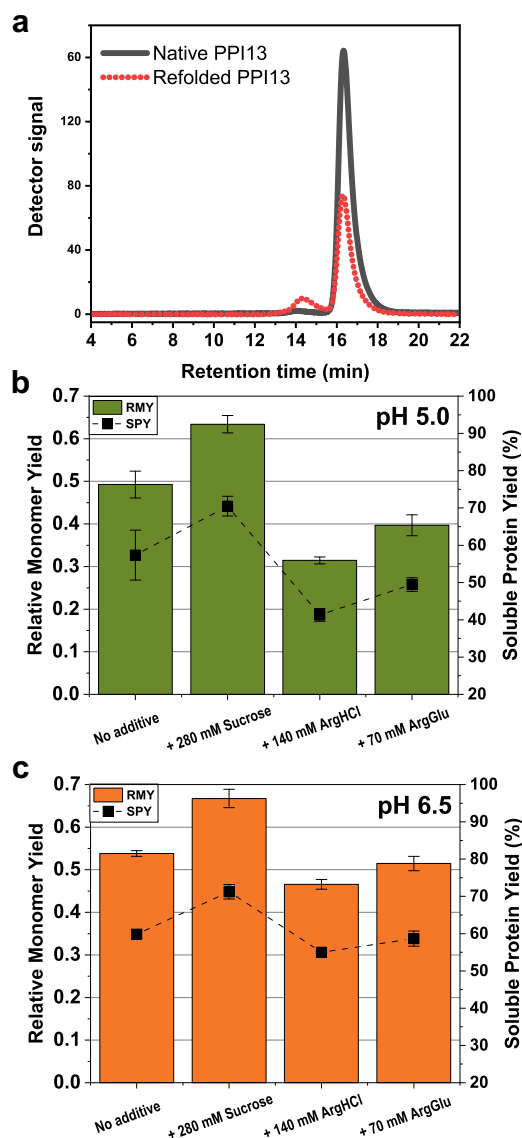 a
Native PPI13
Refolded PPI13
Detector signal
0
40
80
120
60
4 6 8 10 12 14 16 18 20 22
Retention time (min)
b
RMY
SPY
pH 5.0
Relative Monomer Yield
0.7
0.6
0.5
0.4
0.3
0.2
0.1
0.0
Soluble Protein Yield (%)
100
90
80
70
60
50
40
30
20
No additive
+ 280 mM Sucrose
+ 140 mM ArgHCl
+ 70 mM ArgGlu
c
RMY
SPY
pH 6.5
Relative Monomer Yield
0.7
0.6
0.5
0.4
0.3
0.2
0.1
0.0
Soluble Protein Yield (%)
100
90
80
70
60
50
40
30
20
No additive
+ 280 mM Sucrose
+ 140 mM ArgHCl
+ 70 mM ArgGlu